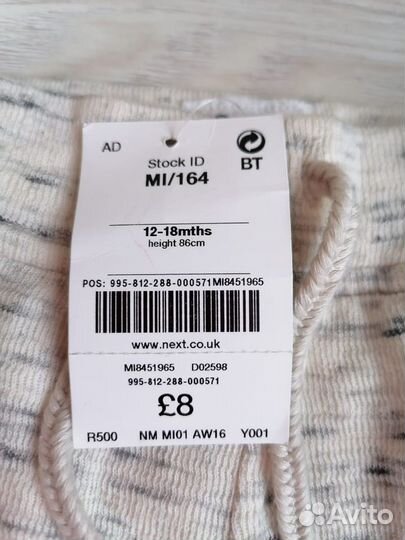 AD
Stock ID
BT
MI/164
12-18mths
height 86cm
POS: 995-812-288-000571MI8451965
www.next.co.uk
MI8451965 D02598
995-812-288-000571
£8
R500 NM MI01 AW16 Y001
Avito